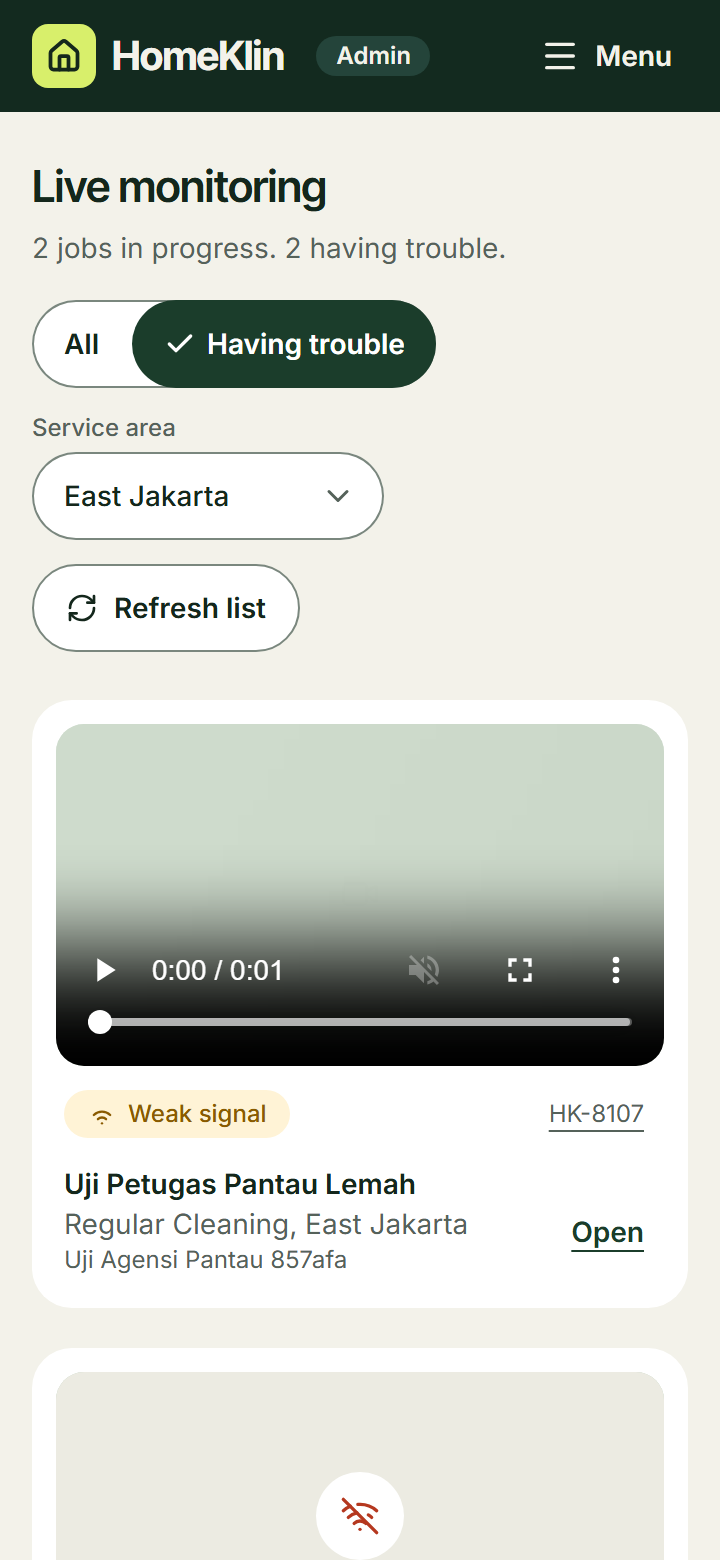 HomeKlin Admin Menu
Live monitoring
2 jobs in progress. 2 having trouble.
All Having trouble
Service area
East Jakarta
Refresh list
0:00 / 0:01
Weak signal HK-8107
Uji Petugas Pantau Lemah
Regular Cleaning, East Jakarta
Open
Uji Agensi Pantau 857afa